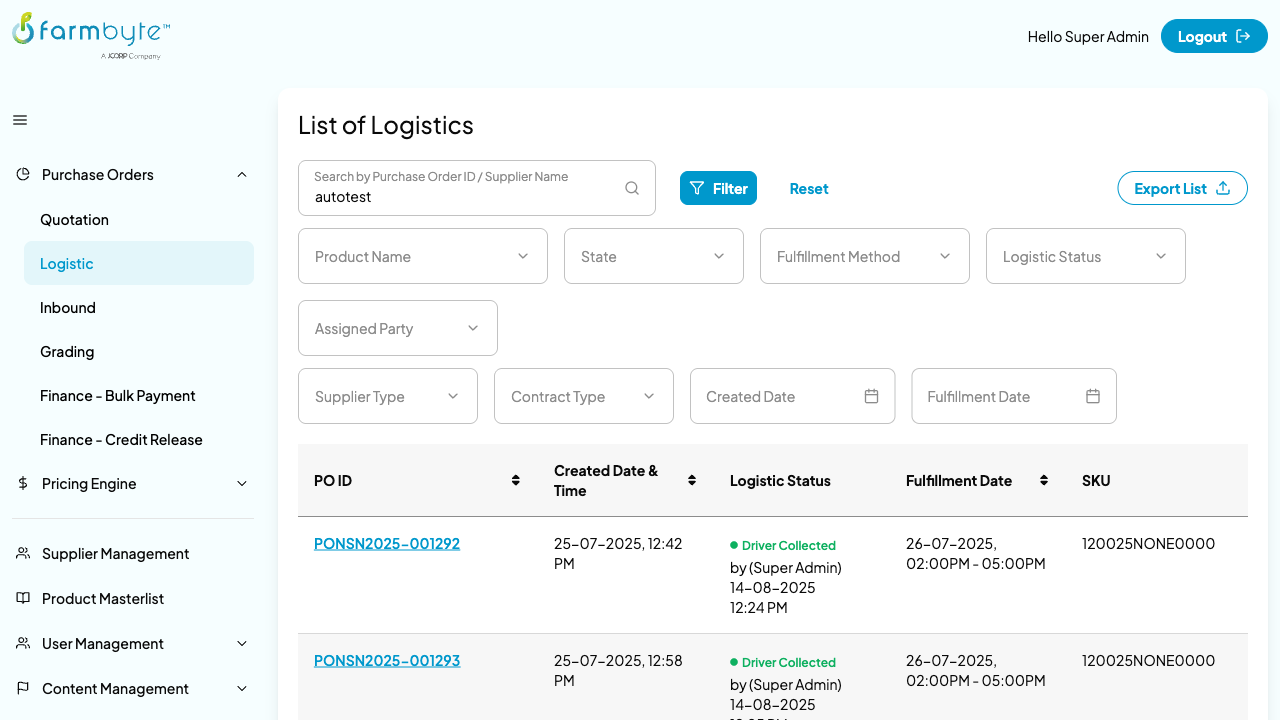 farmbyte™
A JCORP Company
Hello Super Admin
Logout
Purchase Orders
Quotation
Logistic
Inbound
Grading
Finance - Bulk Payment
Finance - Credit Release
Pricing Engine
Supplier Management
Product Masterlist
User Management
Content Management
List of Logistics
Search by Purchase Order ID / Supplier Name
autotest
Filter
Reset
Export List
Product Name
State
Fulfillment Method
Logistic Status
Assigned Party
Supplier Type
Contract Type
Created Date
Fulfillment Date
PO ID
Created Date &
Time
Logistic Status
Fulfillment Date
SKU
PONSN2025-001292
25-07-2025, 12:42
PM
Driver Collected
by (Super Admin)
14-08-2025
12:24 PM
26-07-2025,
02:00PM - 05:00PM
120025NONE0000
PONSN2025-001293
25-07-2025, 12:58
PM
Driver Collected
by (Super Admin)
14-08-2025
26-07-2025,
02:00PM - 05:00PM
120025NONE0000